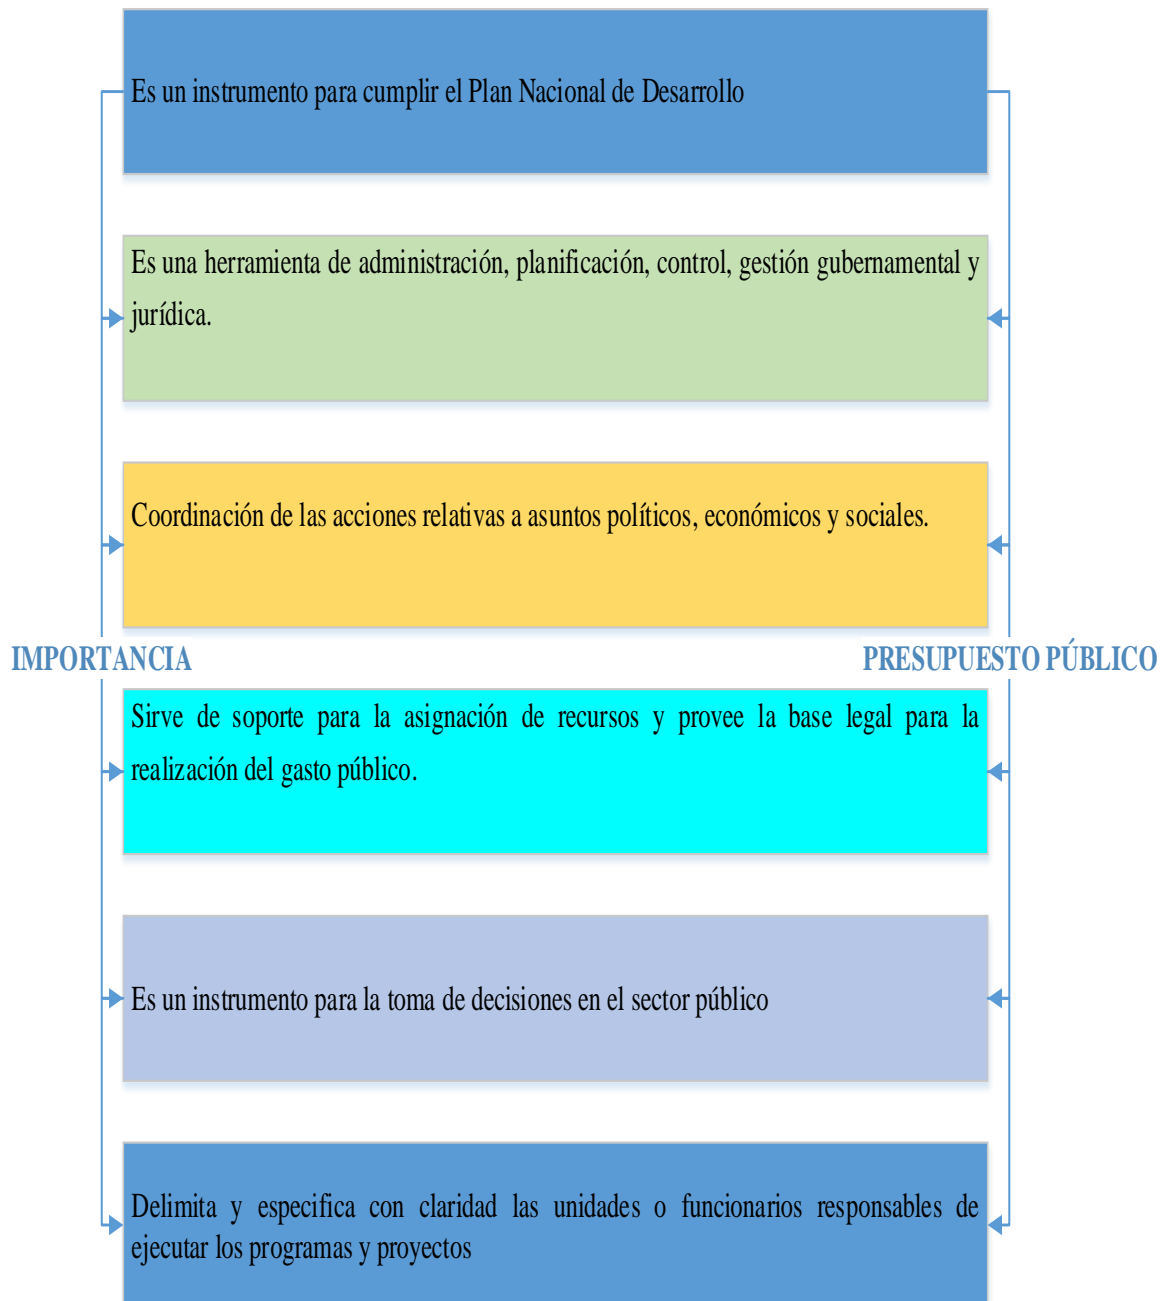 Es un instrumento para cumplir el Plan Nacional de Desarrollo
Es una herramienta de administración, planificación, control, gestión gubernamental y
jurídica.
Coordinación de las acciones relativas a asuntos políticos, económicos y sociales.
IMPORTANCIA
PRESUPUESTO PÚBLICO
Sirve de soporte para la asignación de recursos y provee la base legal para la
realización del gasto público.
Es un instrumento para la toma de decisiones en el sector público
Delimita y especifica con claridad las unidades o funcionarios responsables de
ejecutar los programas y proyectos